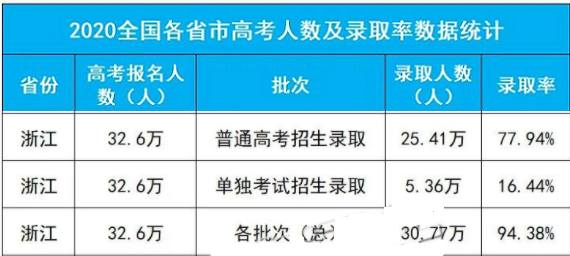 2020全国各省市高考人数及录取率数据统计
省份 高考报名人数（人） 批次 录取人数（人） 录取率
浙江 32.6万 普通高考招生录取 25.41万 77.94%
浙江 32.6万 单独考试招生录取 5.36万 16.44%
浙江 32.6万 各批次（总） 30.77万 94.38%